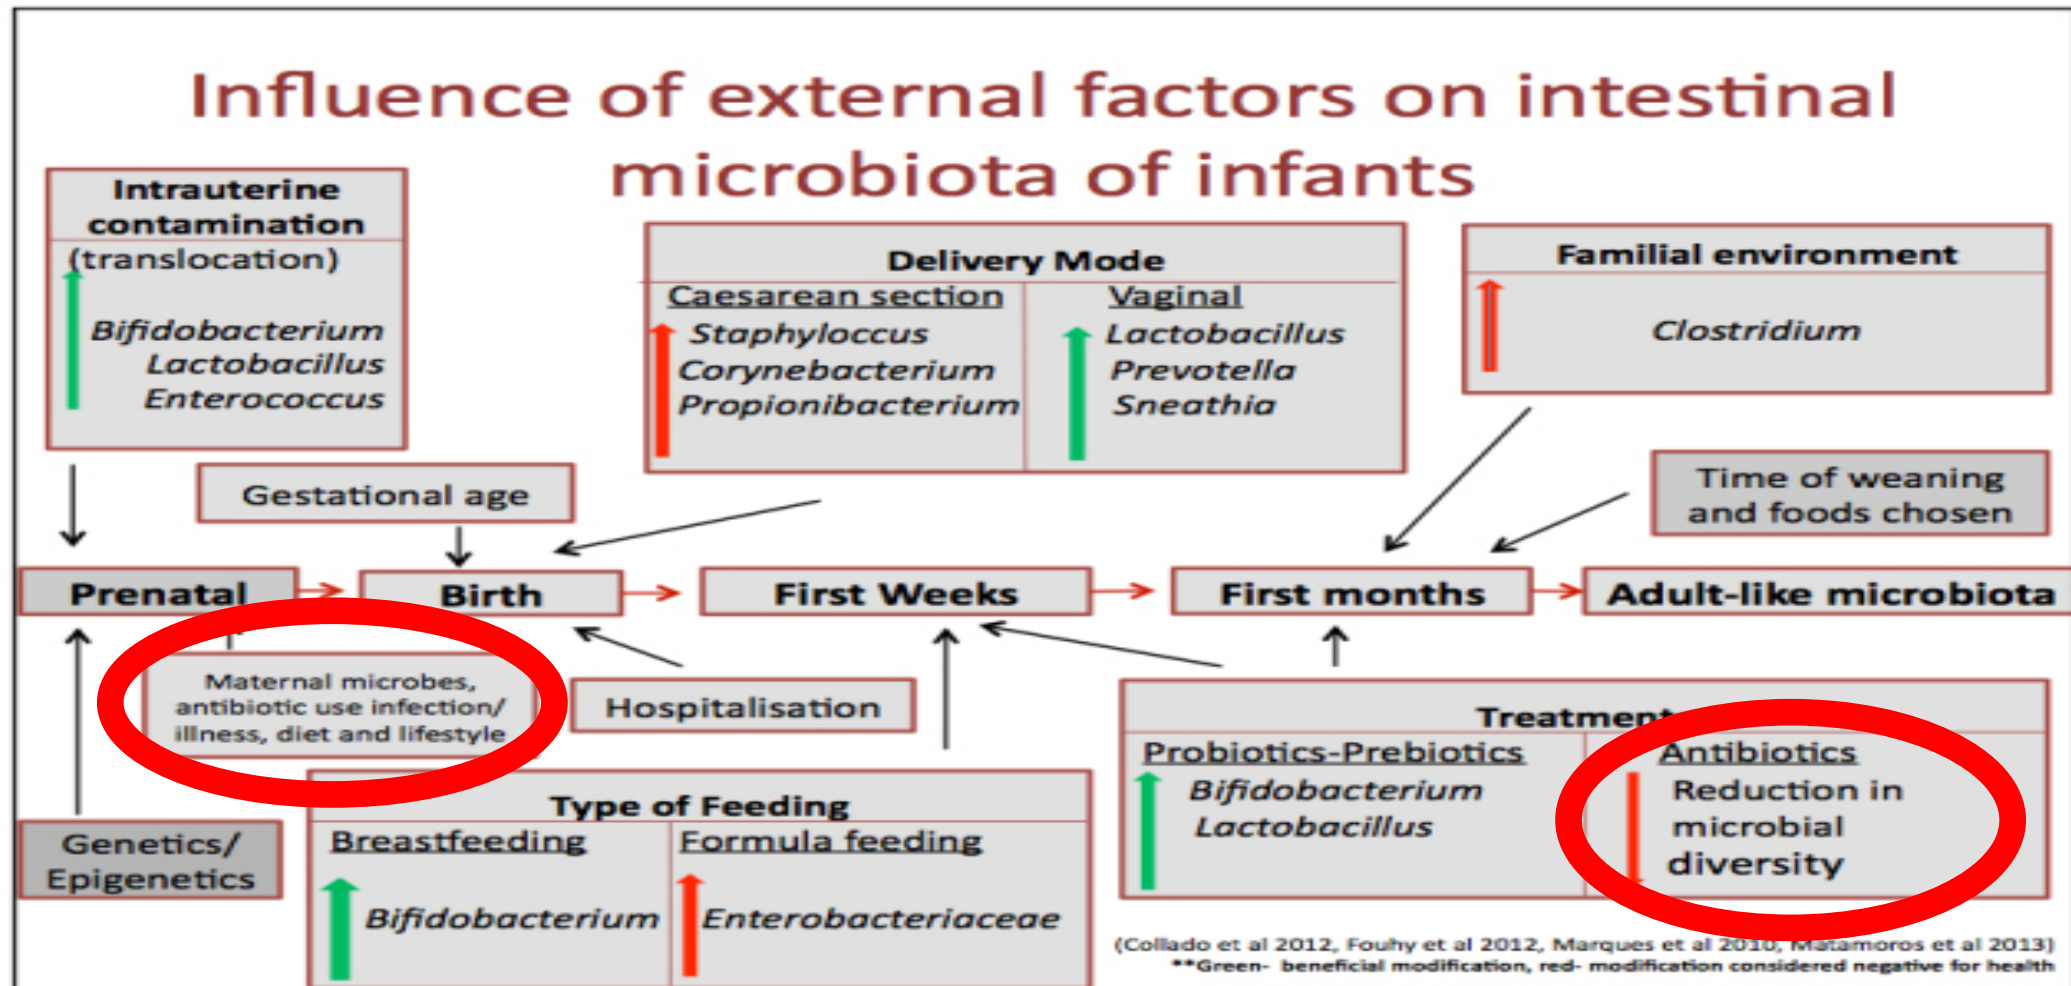 Influence of external factors on intestinal
microbiota of infants
Intrauterine
contamination
(translocation)
Bifidobacterium
Lactobacillus
Enterococcus
Delivery Mode
Caesarean section
Staphyloccus
Corynebacterium
Propionibacterium
Vaginal
Lactobacillus
Prevotella
Sneathia
Familial environment
Clostridium
Gestational age
Time of weaning
and foods chosen
Prenatal
Birth
First Weeks
First months
Adult-like microbiota
Maternal microbes,
antibiotic use infection/
illness, diet and lifestyle
Hospitalisation
Genetics/
Epigenetics
Type of Feeding
Breastfeeding
Bifidobacterium
Formula feeding
Enterobacteriaceae
Treatment
Probiotics-Prebiotics
Bifidobacterium
Lactobacillus
Antibiotics
Reduction in
microbial
diversity
(Collado et al 2012, Fouhy et al 2012, Marques et al 2010, Matamoros et al 2013)
**Green- beneficial modification, red- modification considered negative for health